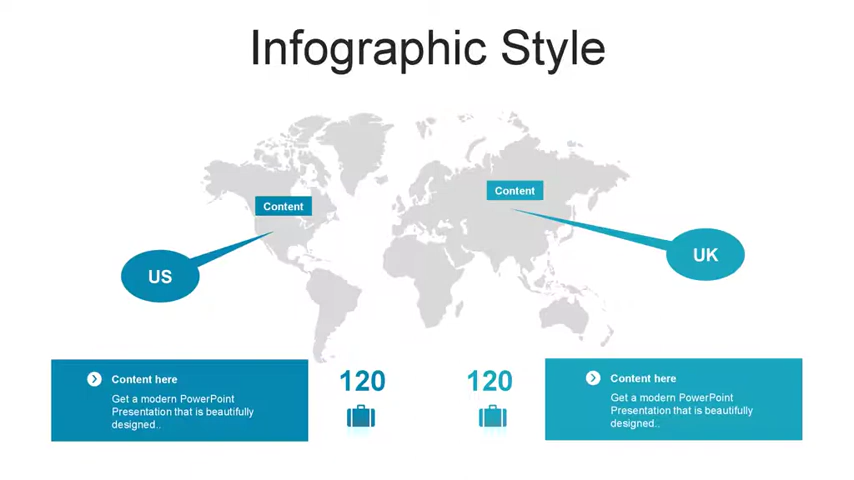 Infographic Style
Content
Content
US
UK
Content here
Get a modern PowerPoint
Presentation that is beautifully
designed..
120
120
Content here
Get a modern PowerPoint
Presentation that is beautifully
designed..